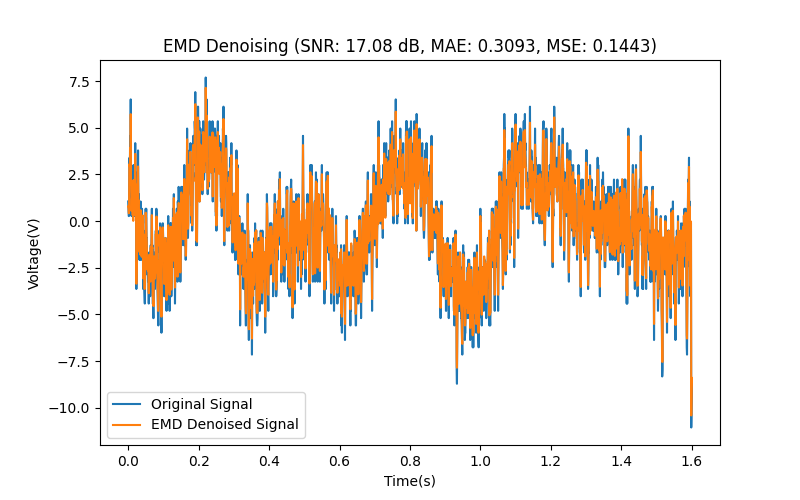 EMD Denoising (SNR: 17.08 dB, MAE: 0.3093, MSE: 0.1443)
7.5
5.0
2.5
0.0
−2.5
−5.0
−7.5
−10.0
Voltage(V)
Original Signal
EMD Denoised Signal
0.0 0.2 0.4 0.6 0.8 1.0 1.2 1.4 1.6
Time(s)